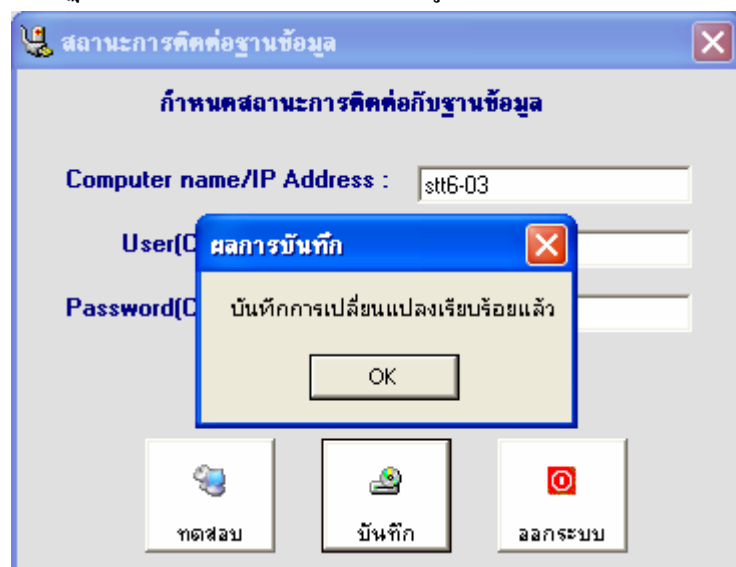 สถานะการติดต่อฐานข้อมูล
กำหนดสถานะการติดต่อกับฐานข้อมูล
Computer name/IP Address : stt6-03
User(C
ผลการบันทึก
Password(C
บันทึกการเปลี่ยนแปลงเรียบร้อยแล้ว
OK
ทดสอบ บันทึก ออกระบบ